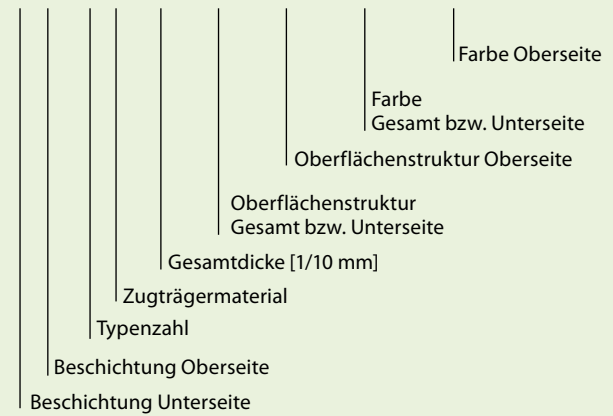 Farbe Oberseite
Farbe
Gesamt bzw. Unterseite
Oberflächenstruktur Oberseite
Oberflächenstruktur
Gesamt bzw. Unterseite
Gesamtdicke [1/10 mm]
Zugträgermaterial
Typenzahl
Beschichtung Oberseite
Beschichtung Unterseite